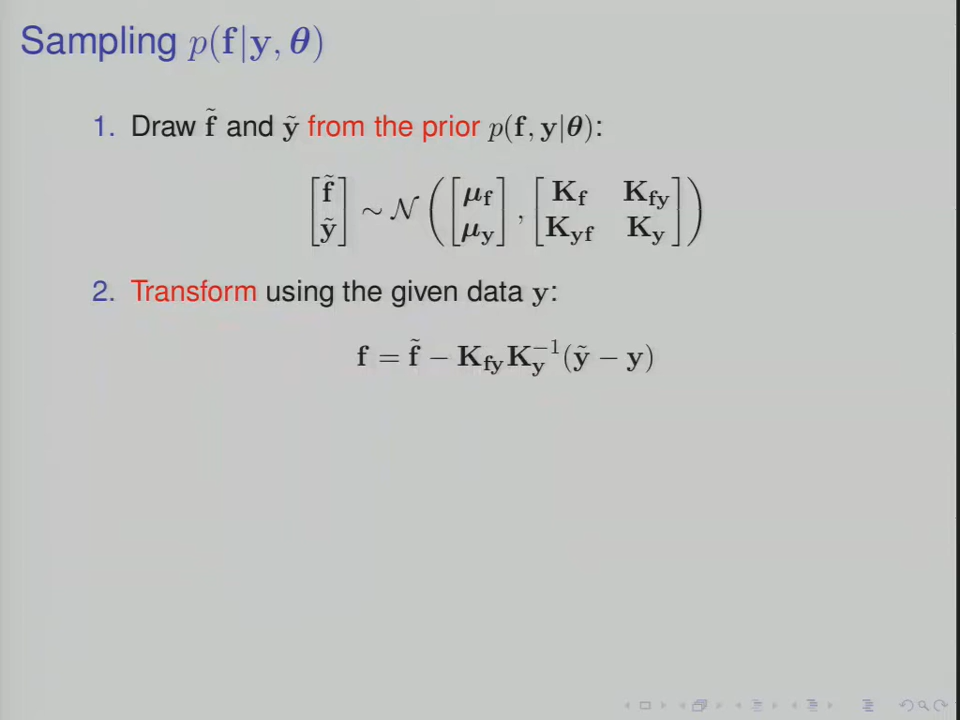 Sampling p(f|y, θ)
1. Draw f̃ and ỹ from the prior p(f, y|θ):
[f̃ ỹ] ∼ 𝒩 ([μ_f μ_y], [K_f K_fy K_yf K_y])
2. Transform using the given data y:
f = f̃ − K_fy K_y^{−1}(ỹ − y)